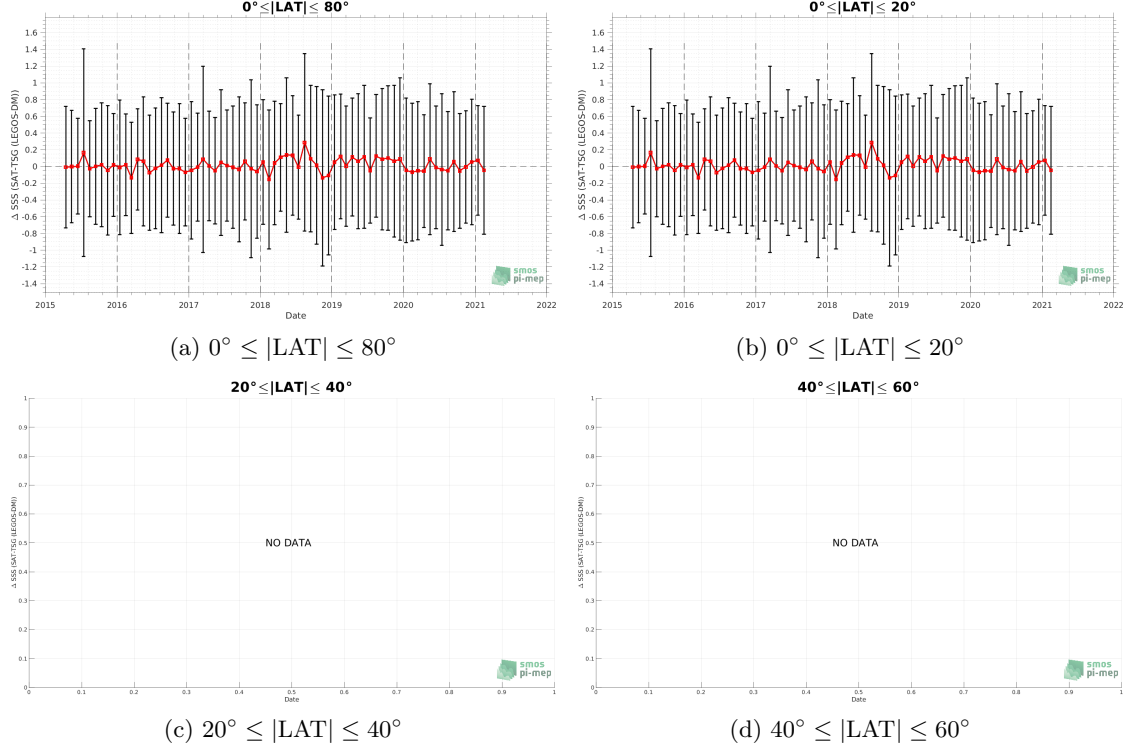 0°≤|LAT|≤ 80°
Δ SSS (SAT-TSG (LEGOS-DM))
1.6
1.4
1.2
1
0.8
0.6
0.4
0.2
0
-0.2
-0.4
-0.6
-0.8
-1
-1.2
-1.4
2015 2016 2017 2018 2019 2020 2021 2022
Date
smos
pi-mep
(a) 0° ≤ |LAT| ≤ 80°
0°≤|LAT|≤ 20°
Δ SSS (SAT-TSG (LEGOS-DM))
1.6
1.4
1.2
1
0.8
0.6
0.4
0.2
0
-0.2
-0.4
-0.6
-0.8
-1
-1.2
-1.4
2015 2016 2017 2018 2019 2020 2021 2022
Date
smos
pi-mep
(b) 0° ≤ |LAT| ≤ 20°
20°≤|LAT|≤ 40°
Δ SSS (SAT-TSG (LEGOS-DM))
1
0.9
0.8
0.7
0.6
0.5
0.4
0.3
0.2
0.1
0
NO DATA
0 0.1 0.2 0.3 0.4 0.5 0.6 0.7 0.8 0.9 1
Date
smos
pi-mep
(c) 20° ≤ |LAT| ≤ 40°
40°≤|LAT|≤ 60°
Δ SSS (SAT-TSG (LEGOS-DM))
1
0.9
0.8
0.7
0.6
0.5
0.4
0.3
0.2
0.1
0
NO DATA
0 0.1 0.2 0.3 0.4 0.5 0.6 0.7 0.8 0.9 1
Date
smos
pi-mep
(d) 40° ≤ |LAT| ≤ 60°